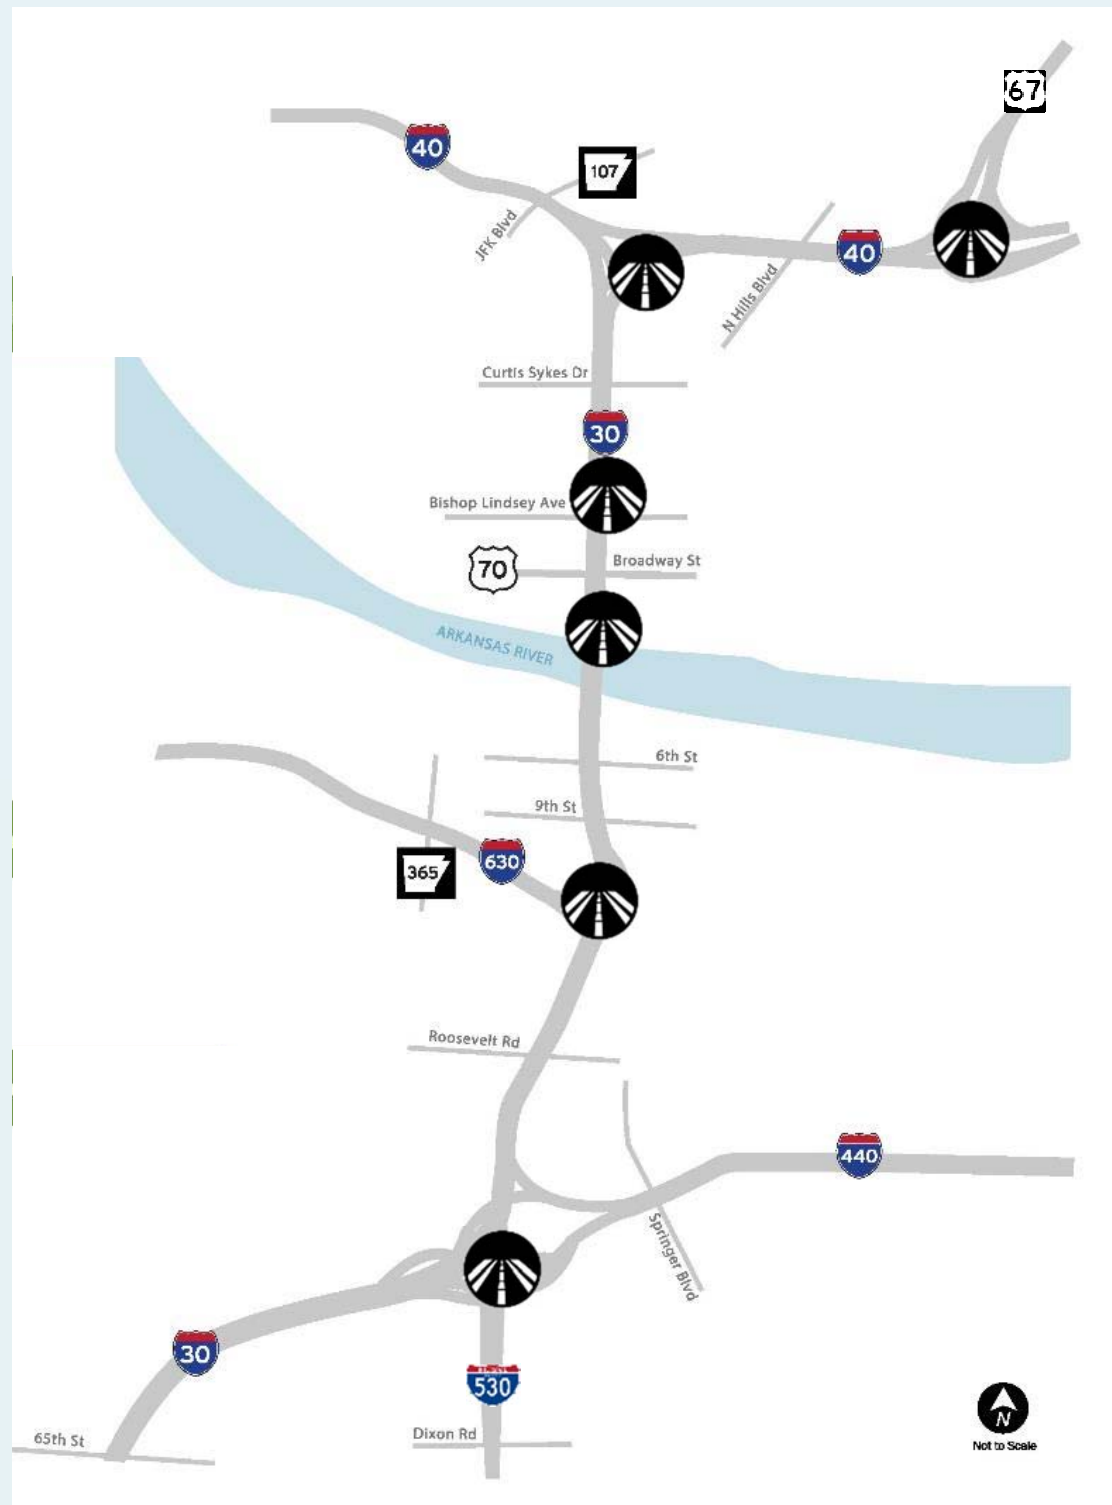 67
40
107
JFK Blvd
40
N Hills Blvd
Curtis Sykes Dr
30
Bishop Lindsey Ave
Broadway St
70
ARKANSAS RIVER
6th St
9th St
630
365
Roosevelt Rd
440
Springer Blvd
30
530
N
Not to Scale
Dixon Rd
65th St